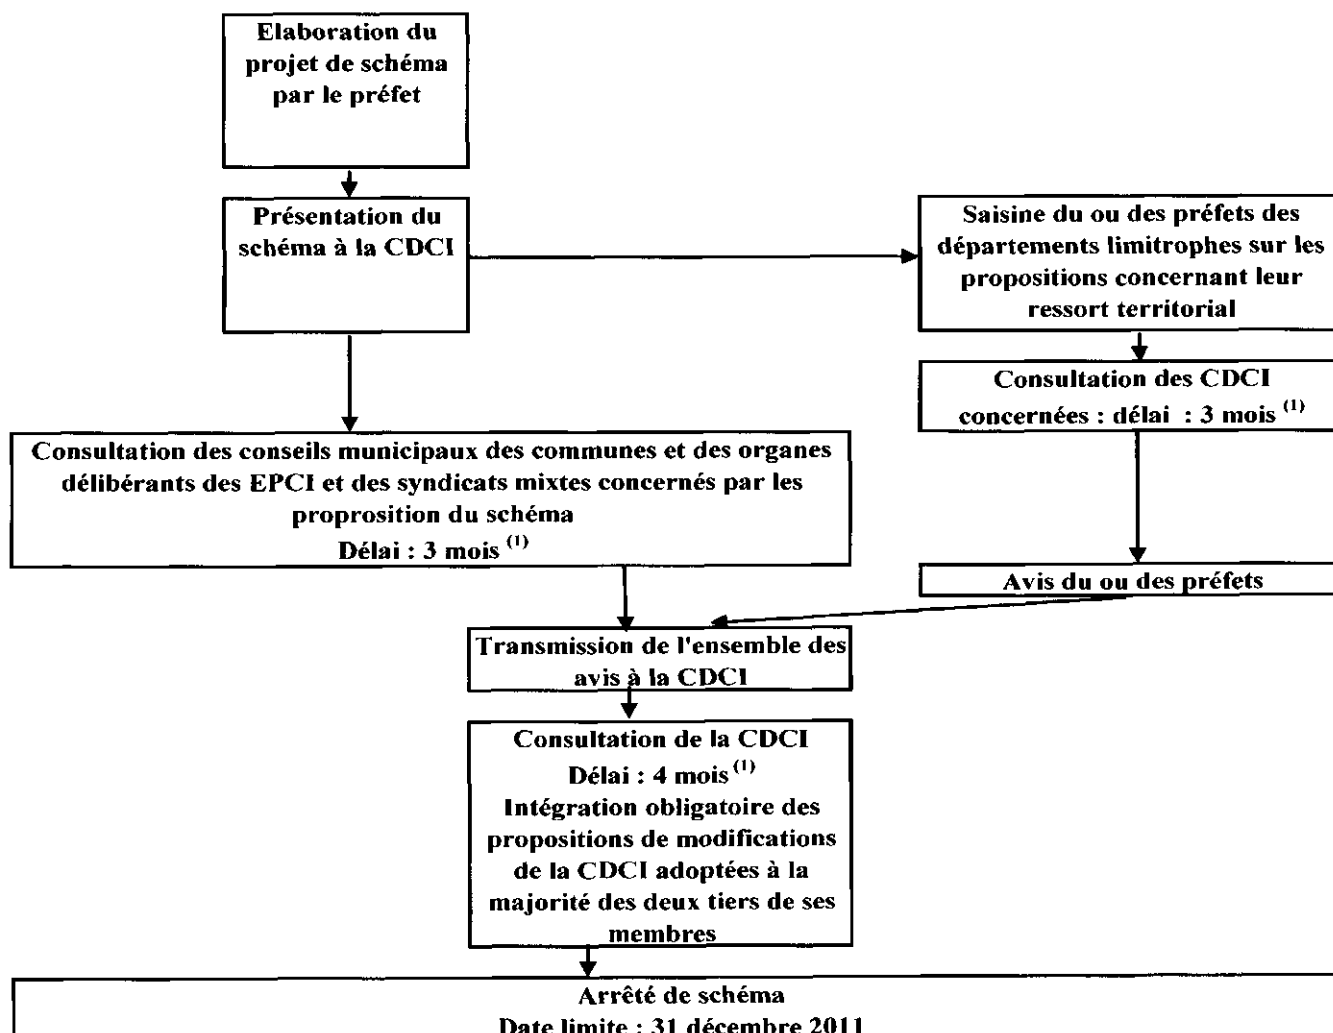 Elaboration du
projet de schéma
par le préfet
Présentation du
schéma à la CDCI
Saisine du ou des préfets des
départements limitrophes sur les
propositions concernant leur
ressort territorial
Consultation des CDCI
concernées : délai : 3 mois (1)
Consultation des conseils municipaux des communes et des organes
délibérants des EPCI et des syndicats mixtes concernés par les
proprosition du schéma
Délai : 3 mois (1)
Avis du ou des préfets
Transmission de l'ensemble des
avis à la CDCI
Consultation de la CDCI
Délai : 4 mois (1)
Intégration obligatoire des
propositions de modifications
de la CDCI adoptées à la
majorité des deux tiers de ses
membres
Arrêté de schéma
Date limite : 31 décembre 2011